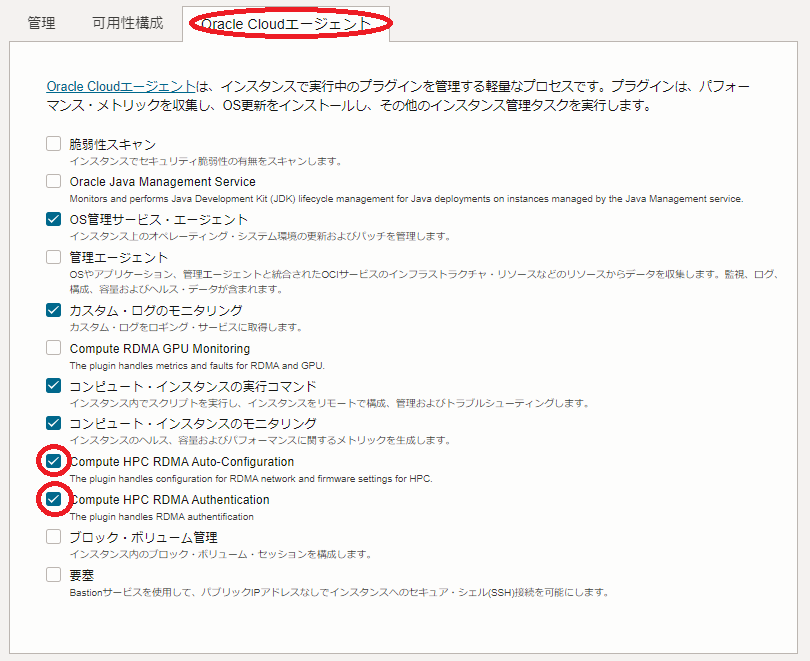 管理 可用性構成 Oracle Cloudエージェント
Oracle Cloudエージェントは、インスタンスで実行中のプラグインを管理する軽量なプロセスです。プラグインは、パフォー
マンス・メトリックを収集し、OS更新をインストールし、その他のインスタンス管理タスクを実行します。
脆弱性スキャン
インスタンスでセキュリティ脆弱性の有無をスキャンします。
Oracle Java Management Service
Monitors and performs Java Development Kit (JDK) lifecycle management for Java deployments on instances managed by the Java Management service.
OS管理サービス・エージェント
インスタンス上のオペレーティング・システム環境の更新およびパッチを管理します。
管理エージェント
OSやアプリケーション、管理エージェントと統合されたOCIサービスのインフラストラクチャ・リソースなどのリソースからデータを収集します。監視、ログ、
構成、容量およびヘルス・データが含まれます。
カスタム・ログのモニタリング
カスタム・ログをロギング・サービスに取得します。
Compute RDMA GPU Monitoring
The plugin handles metrics and faults for RDMA and GPU.
コンピュート・インスタンスの実行コマンド
インスタンス内でスクリプトを実行し、インスタンスをリモートで構成、管理およびトラブルシューティングします。
コンピュート・インスタンスのモニタリング
インスタンスのヘルス、容量およびパフォーマンスに関するメトリックを生成します。
Compute HPC RDMA Auto-Configuration
The plugin handles configuration for RDMA network and firmware settings for HPC.
Compute HPC RDMA Authentication
The plugin handles RDMA authentification
ブロック・ボリューム管理
インスタンス内のブロック・ボリューム・セッションを構成します。
要塞
Bastionサービスを使用して、パブリックIPアドレスなしでインスタンスへのセキュア・シェル(SSH)接続を可能にします。